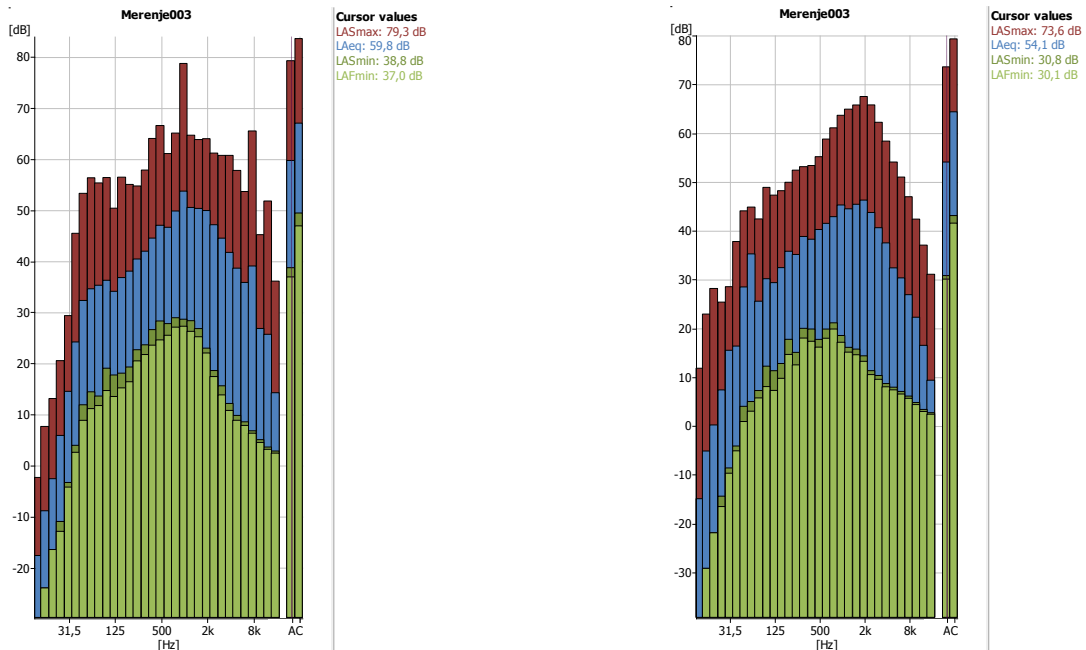 Merenje003
[dB]
80
70
60
50
40
30
20
10
0
-10
-20
31,5 125 500 2k 8k AC
[Hz]
Cursor values
LASmax: 79,3 dB
LAeq: 59,8 dB
LASmin: 38,8 dB
LAFmin: 37,0 dB
Merenje003
[dB]
80
70
60
50
40
30
20
10
0
-10
-20
-30
31,5 125 500 2k 8k AC
[Hz]
Cursor values
LASmax: 73,6 dB
LAeq: 54,1 dB
LASmin: 30,8 dB
LAFmin: 30,1 dB